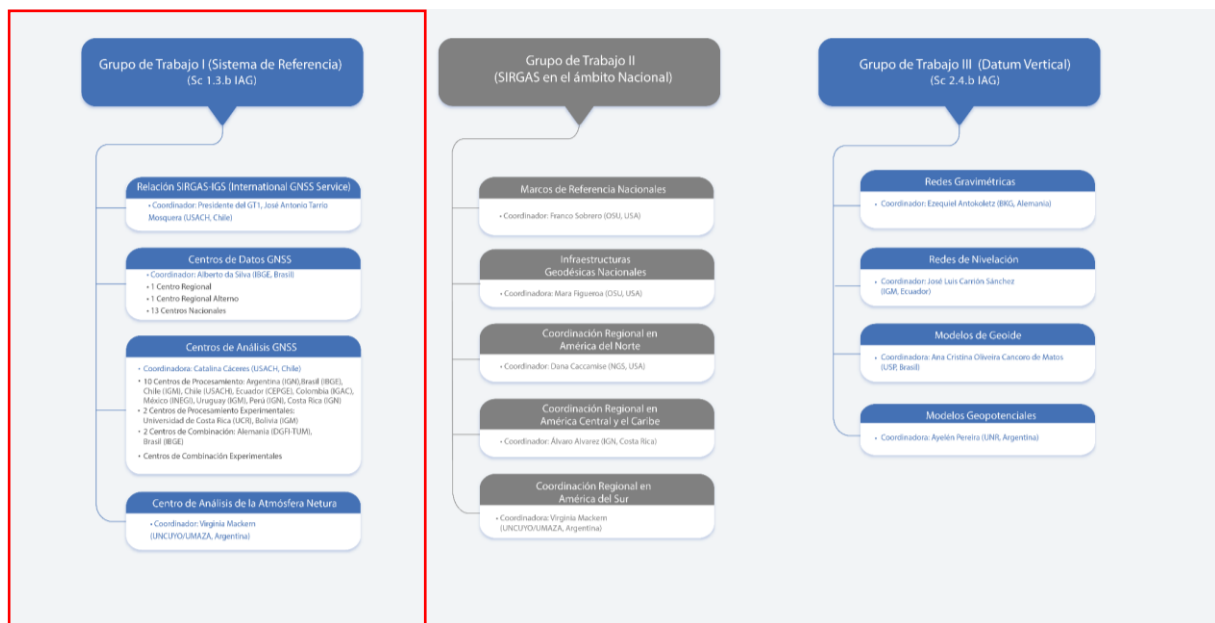 Grupo de Trabajo I (Sistema de Referencia)
(Sc 1.3.b IAG)
Relación SIRGAS-IGS (International GNSS Service)
• Coordinador: Presidente del GT1, José Antonio Tarrio
Mosquera (USACH, Chile)
Centros de Datos GNSS
• Coordinador: Alberto da Silva (IBGE, Brasil)
• 1 Centro Regional
• 1 Centro Regional Alterno
• 13 Centros Nacionales
Centros de Análisis GNSS
• Coordinadora: Catalina Cáceres (USACH, Chile)
• 10 Centros de Procesamiento: Argentina (IGN),Brasil (IBGE),
Chile (IGM), Chile (USACH), Ecuador (CEPGE), Colombia (IGAC),
México (INEGI), Uruguay (IGM), Perú (IGN), Costa Rica (IGN)
• 2 Centros de Procesamiento Experimentales:
Universidad de Costa Rica (UCR), Bolivia (IGM)
• 2 Centros de Combinación: Alemania (DGFI-TUM),
Brasil (IBGE)
• Centros de Combinación Experimentales
Centro de Análisis de la Atmósfera Netura
• Coordinador: Virginia Mackern
(UNCUYO/UMAZA, Argentina)
Grupo de Trabajo II
(SIRGAS en el ámbito Nacional)
Marcos de Referencia Nacionales
• Coordinador: Franco Sobrero (OSU, USA)
Infraestructuras
Geodésicas Nacionales
• Coordinadora: Mara Figueroa (OSU, USA)
Coordinación Regional en
América del Norte
• Coordinador: Dana Caccamise (NGS, USA)
Coordinación Regional en
América Central y el Caribe
• Coordinador: Álvaro Alvarez (IGN, Costa Rica)
Coordinación Regional en
América del Sur
• Coordinadora: Virginia Mackern
(UNCUYO/UMAZA, Argentina)
Grupo de Trabajo III (Datum Vertical)
(Sc 2.4.b IAG)
Redes Gravimétricas
• Coordinador: Ezequiel Antokoletz (BKG, Alemania)
Redes de Nivelación
• Coordinador: José Luis Carrión Sánchez
(IGM, Ecuador)
Modelos de Geoide
• Coordinadora: Ana Cristina Oliveira Cancoro de Matos
(USP, Brasil)
Modelos Geopotenciales
• Coordinadora: Ayelén Pereira (UNR, Argentina)